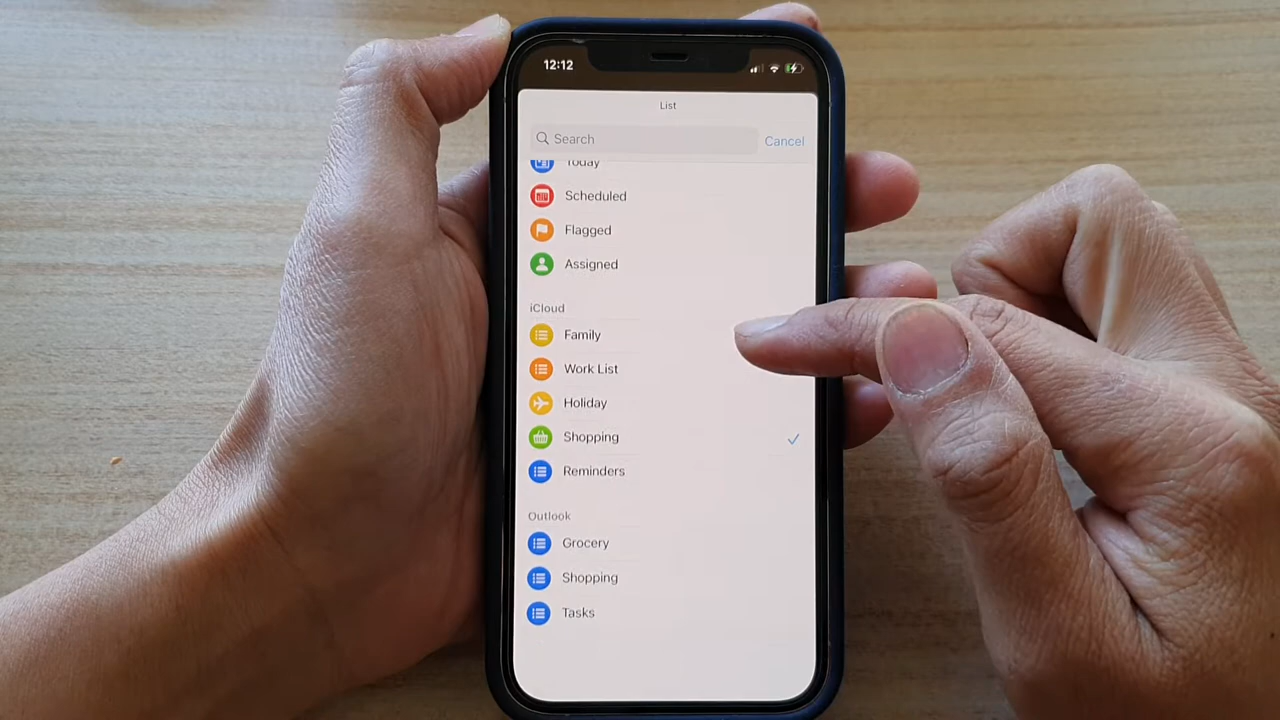 12:12
List
Search
Cancel
Today
Scheduled
Flagged
Assigned
iCloud
Family
Work List
Holiday
Shopping
Reminders
Outlook
Grocery
Shopping
Tasks